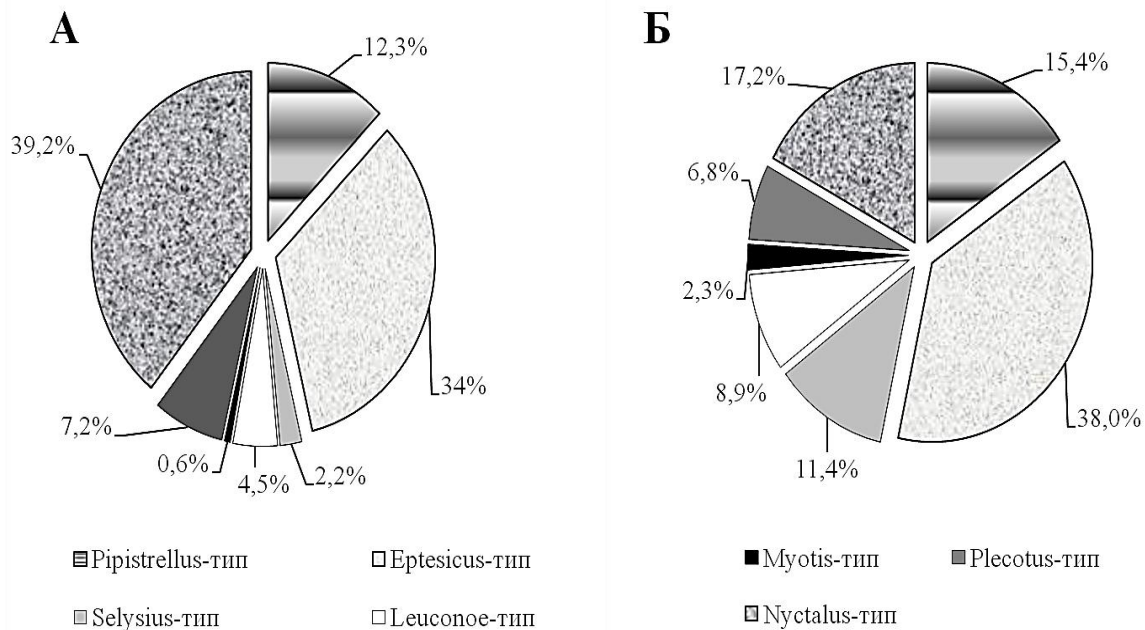 А
12,3%
39,2%
34%
7,2%
0,6%
4,5%
2,2%
Pipistrellus-тип
Eptesicus-тип
Selysius-тип
Leuconoe-тип
Б
15,4%
17,2%
6,8%
2,3%
8,9%
11,4%
38,0%
Myotis-тип
Plecotus-тип
Nyctalus-тип